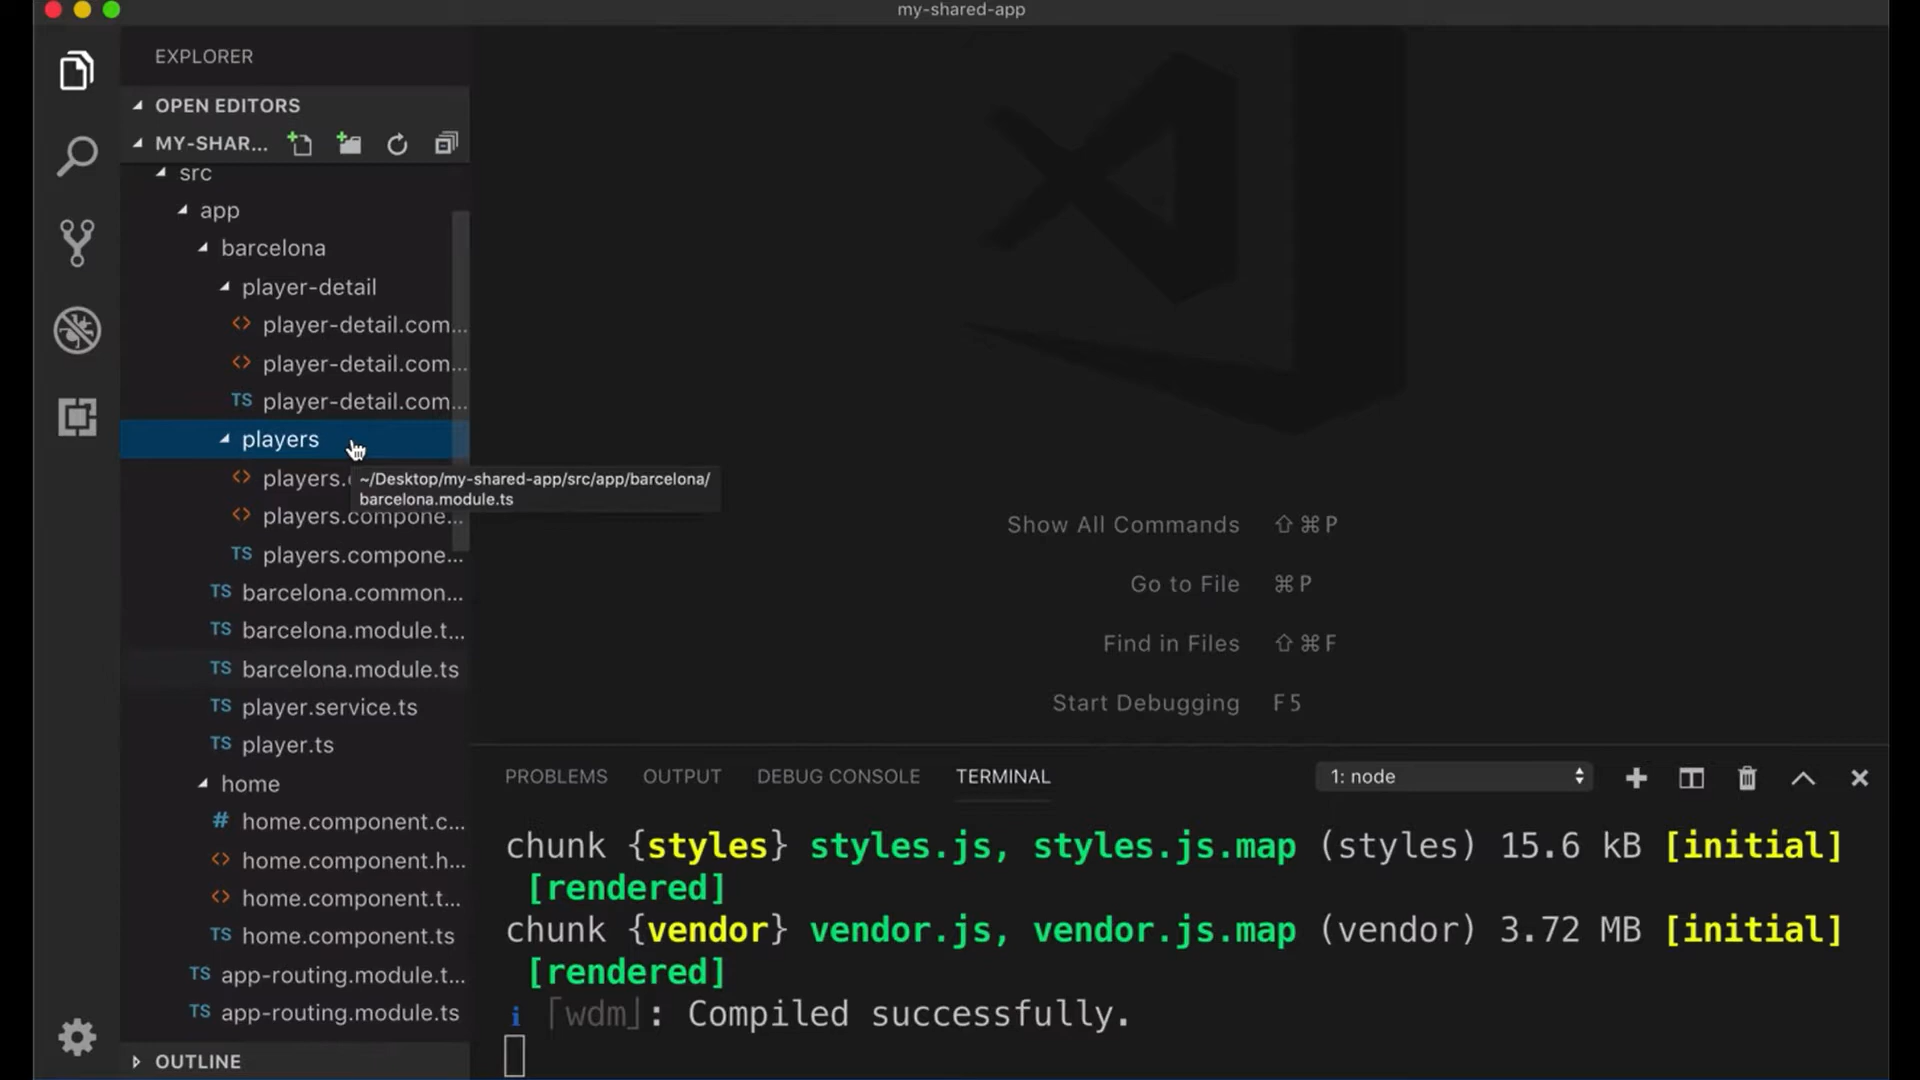 my-shared-app
EXPLORER
OPEN EDITORS
MY-SHAR...
src
app
barcelona
player-detail
<> player-detail.com...
<> player-detail.com...
TS player-detail.com...
players
<> players.
~/Desktop/my-shared-app/src/app/barcelona/
barcelona.module.ts
<> players.compone...
TS players.compone...
TS barcelona.common...
TS barcelona.module.t...
TS barcelona.module.ts
TS player.service.ts
TS player.ts
home
# home.component.c...
<> home.component.h...
<> home.component.t...
TS home.component.ts
TS app-routing.module.t...
TS app-routing.module.ts
OUTLINE
Show All Commands ⇧⌘P
Go to File ⌘P
Find in Files ⇧⌘F
Start Debugging F5
PROBLEMS OUTPUT DEBUG CONSOLE TERMINAL 1: node
chunk {styles} styles.js, styles.js.map (styles) 15.6 kB [initial]
[rendered]
chunk {vendor} vendor.js, vendor.js.map (vendor) 3.72 MB [initial]
[rendered]
i ｢wdm｣: Compiled successfully.